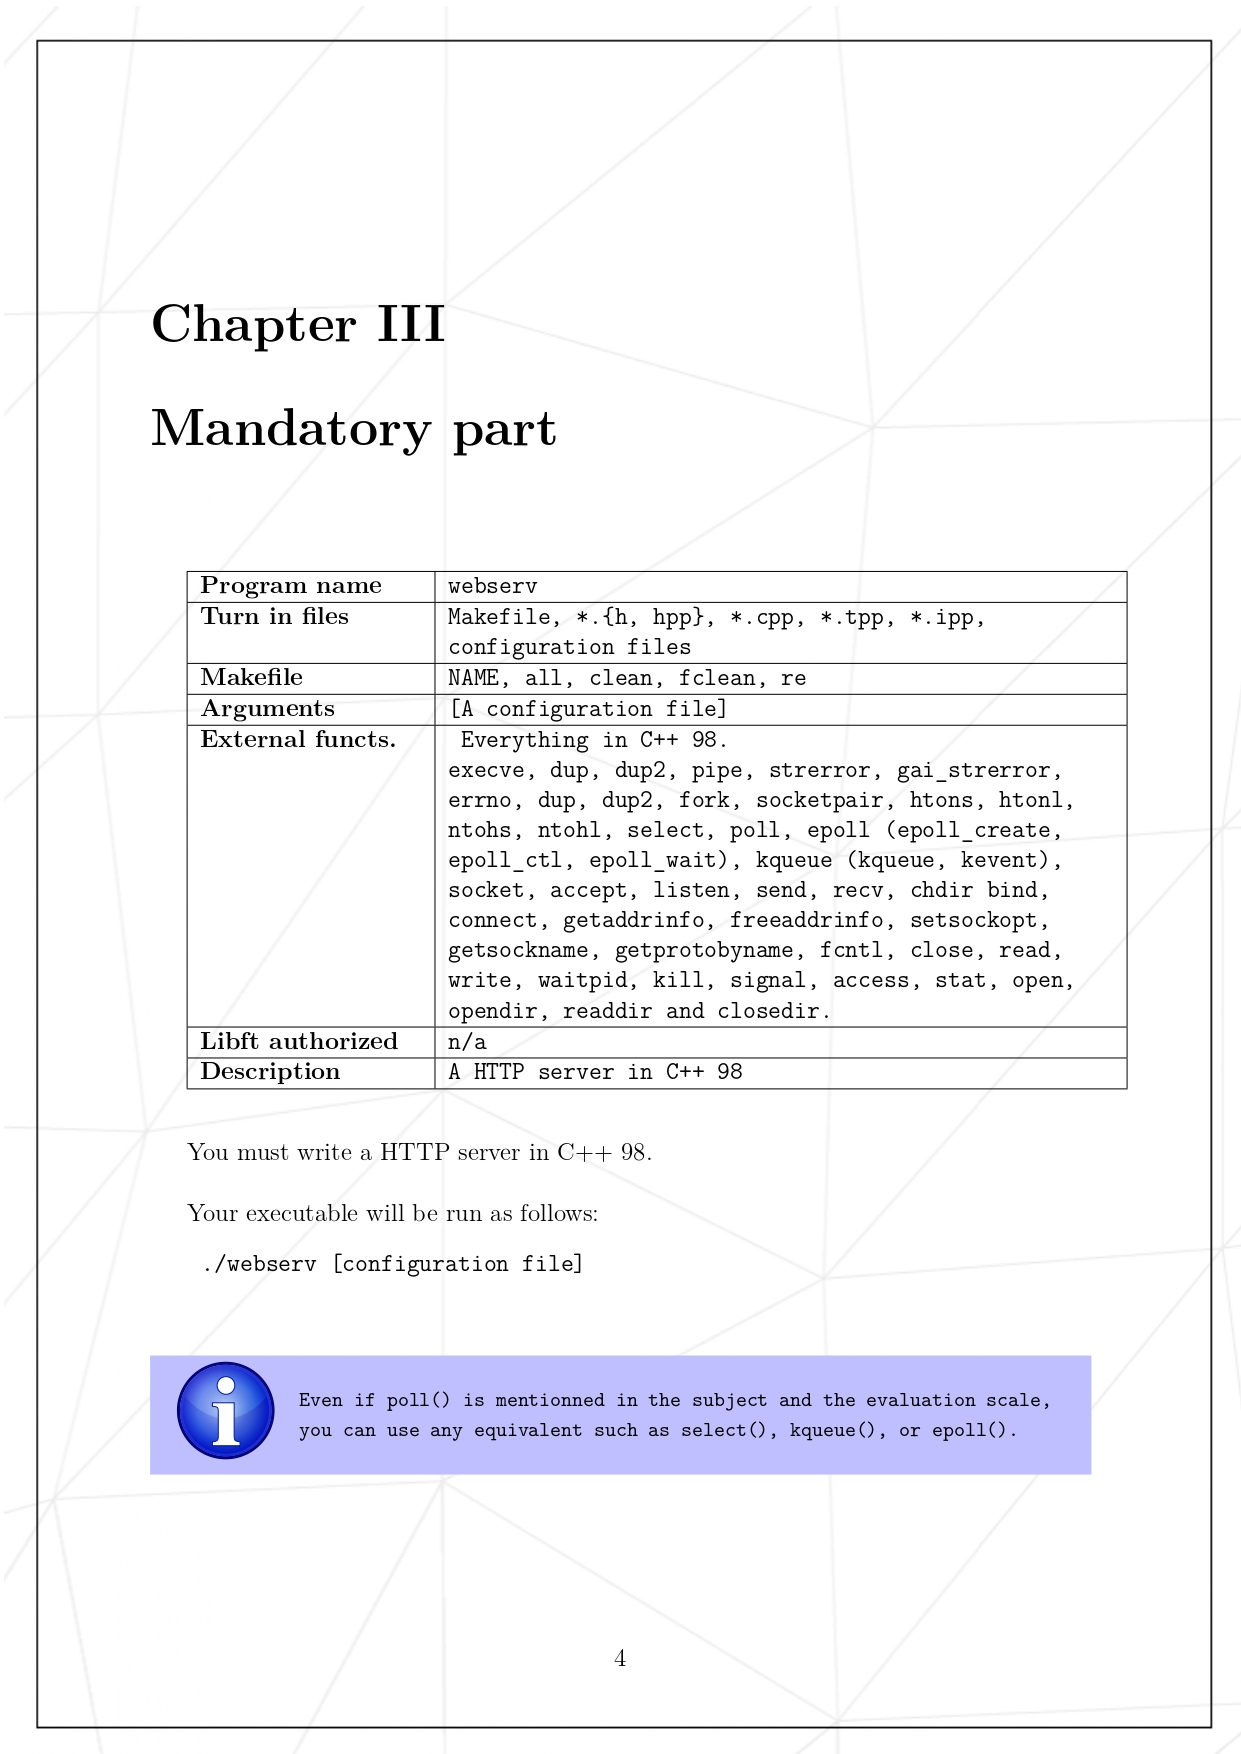 Chapter III
Mandatory part
Program name webserv
Turn in files Makefile, *.{h, hpp}, *.cpp, *.tpp, *.ipp,
configuration files
Makefile NAME, all, clean, fclean, re
Arguments [A configuration file]
External functs. Everything in C++ 98.
execve, dup, dup2, pipe, strerror, gai_strerror,
errno, dup, dup2, fork, socketpair, htons, htonl,
ntohs, ntohl, select, poll, epoll (epoll_create,
epoll_ctl, epoll_wait), kqueue (kqueue, kevent),
socket, accept, listen, send, recv, chdir bind,
connect, getaddrinfo, freeaddrinfo, setsockopt,
getsockname, getprotobyname, fcntl, close, read,
write, waitpid, kill, signal, access, stat, open,
opendir, readdir and closedir.
Libft authorized n/a
Description A HTTP server in C++ 98
You must write a HTTP server in C++ 98.
Your executable will be run as follows:
./webserv [configuration file]
Even if poll() is mentionned in the subject and the evaluation scale,
you can use any equivalent such as select(), kqueue(), or epoll().
4